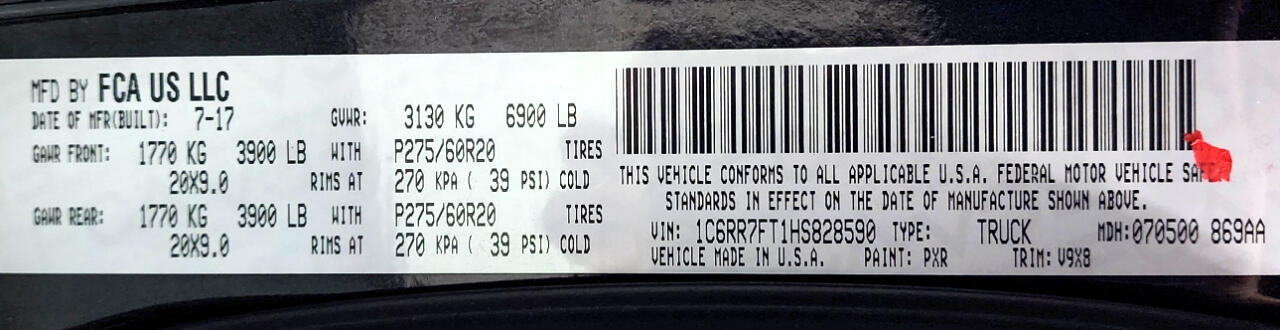 MFD BY FCA US LLC
DATE OF MFR(BUILT): 7-17 GVWR: 3130 KG 6900 LB
GAWR FRONT: 1770 KG 3900 LB WITH P275/60R20 TIRES
20X9.0 RIMS AT 270 KPA ( 39 PSI) COLD
GAWR REAR: 1770 KG 3900 LB WITH P275/60R20 TIRES
20X9.0 RIMS AT 270 KPA ( 39 PSI) COLD
THIS VEHICLE CONFORMS TO ALL APPLICABLE U.S.A. FEDERAL MOTOR VEHICLE
STANDARDS IN EFFECT ON THE DATE OF MANUFACTURE SHOWN ABOVE.
VIN: 1C6RR7FT1HS828590 TYPE: TRUCK MDH:070500 869AA
VEHICLE MADE IN U.S.A. PAINT: PXR TRIM: V9X8